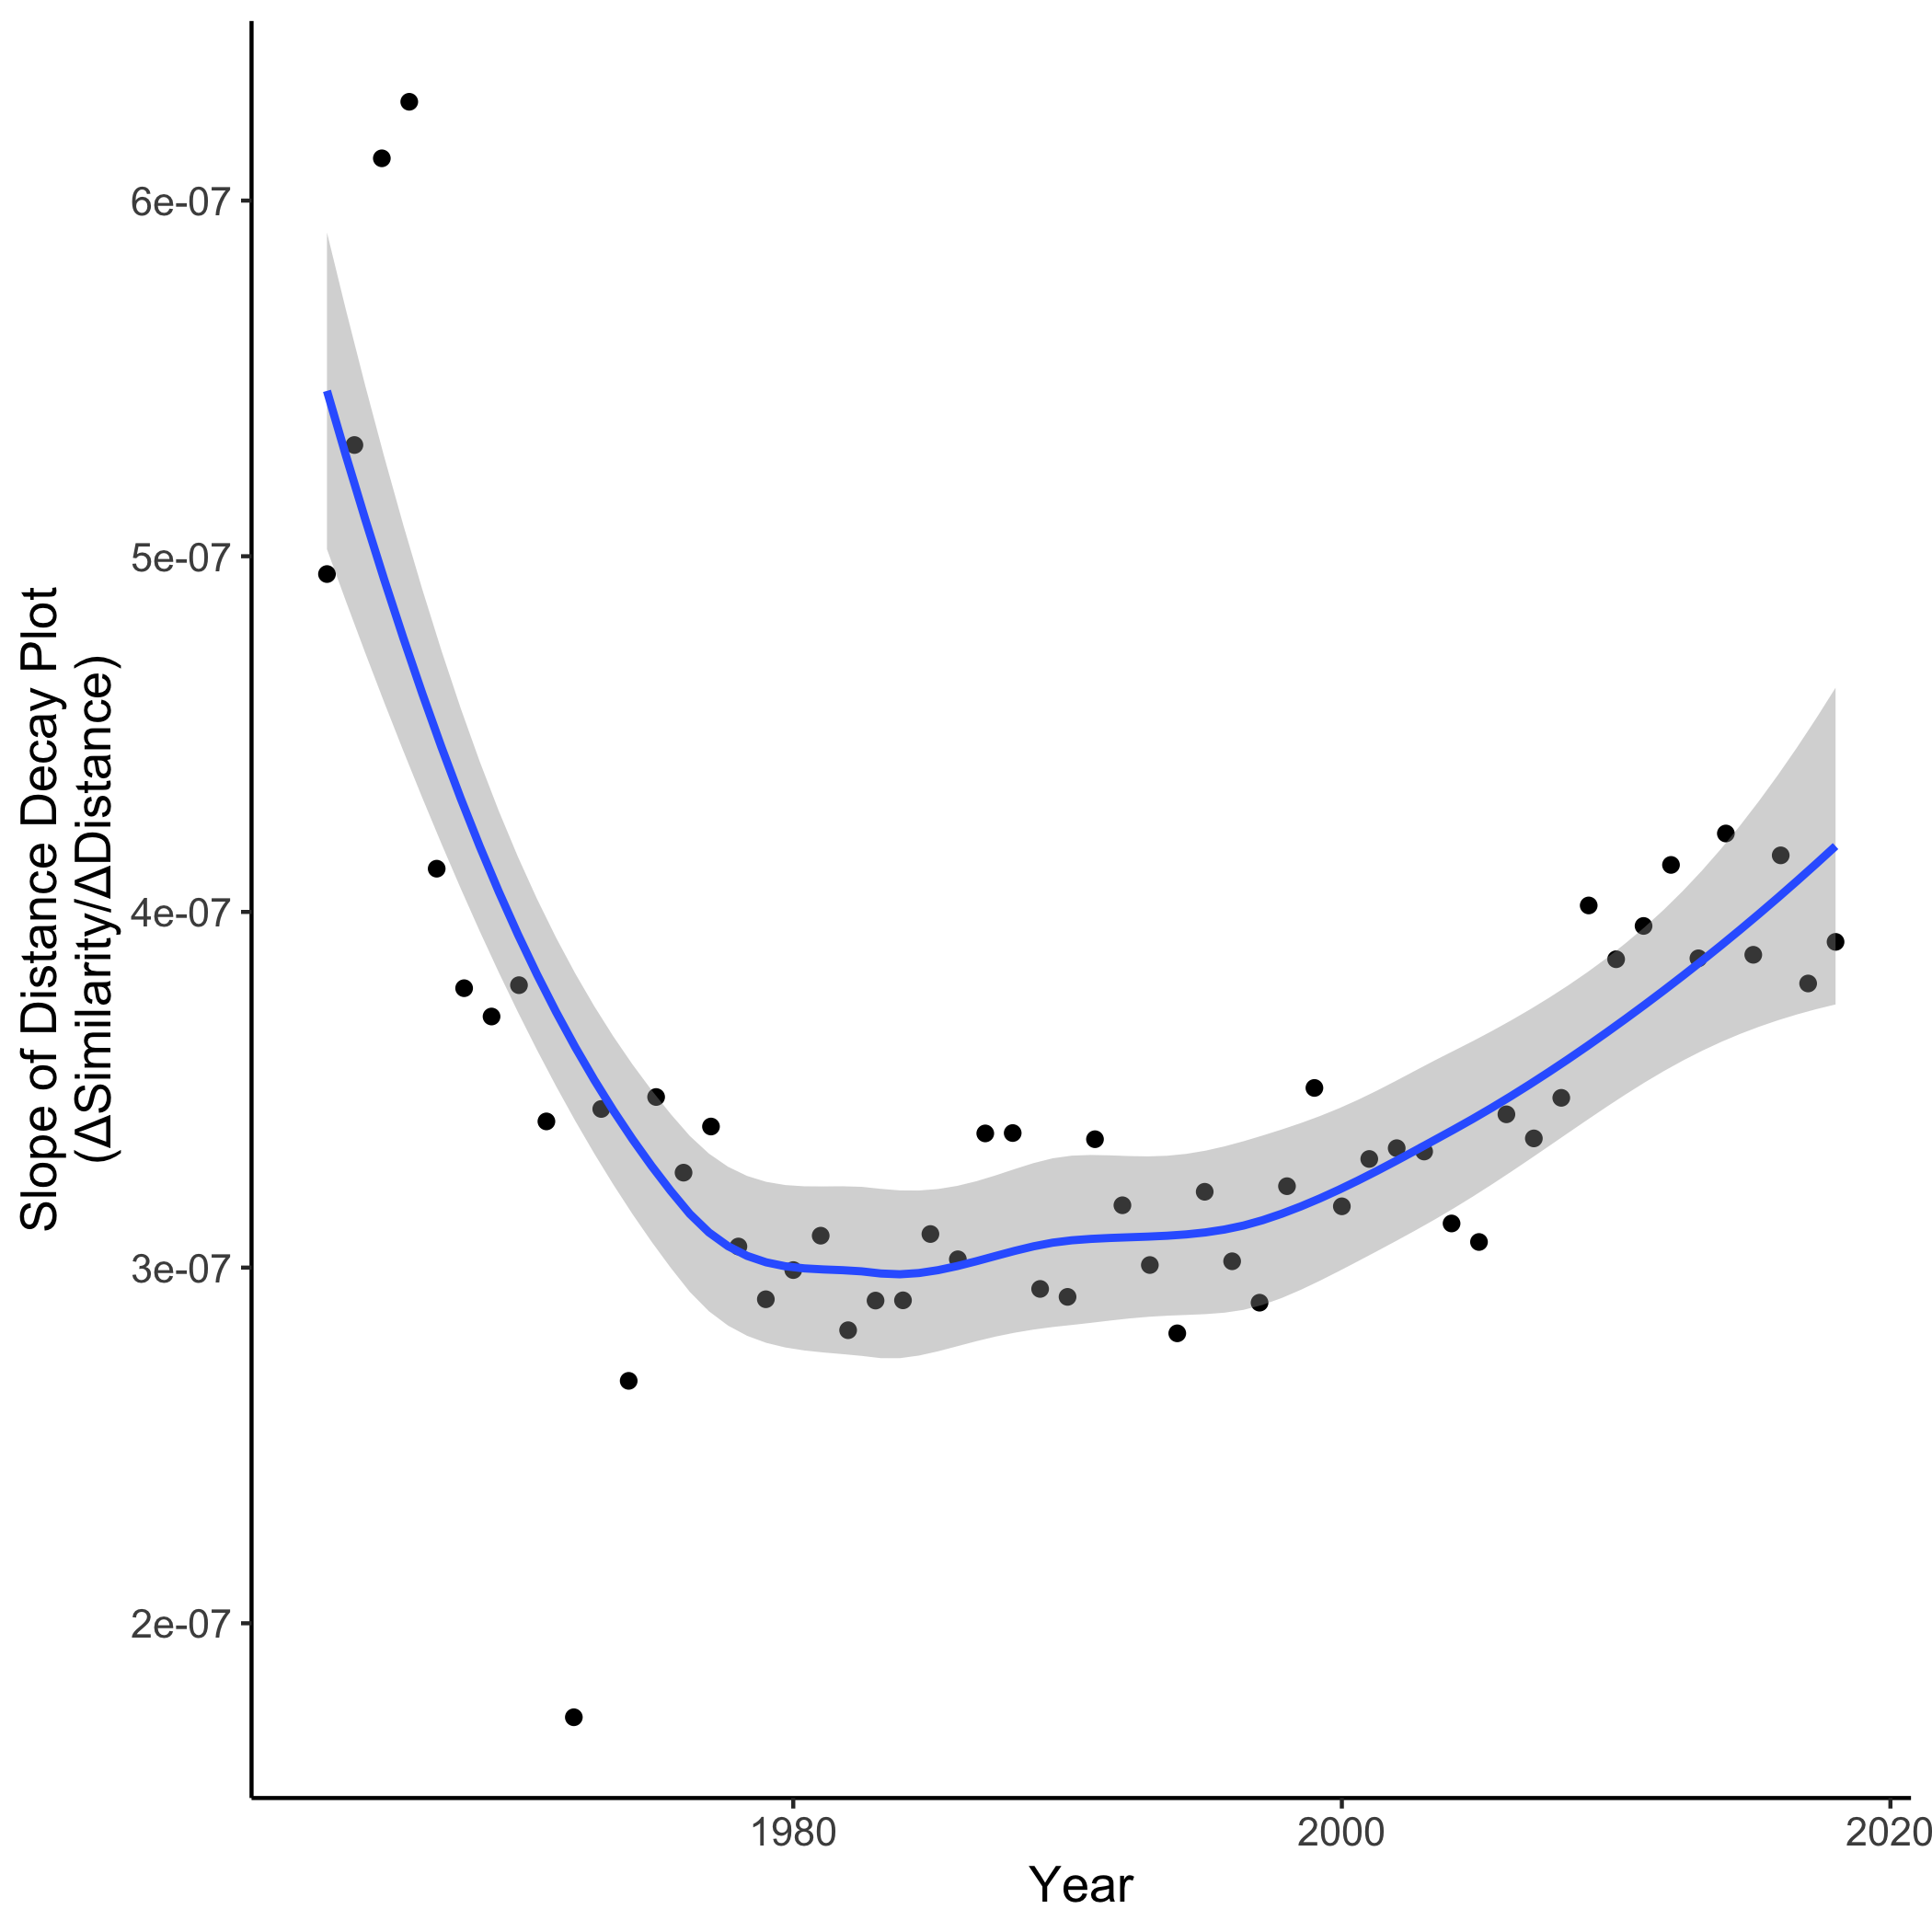 Slope of Distance Decay Plot
(ΔSimilarity/ΔDistance)
6e-07
5e-07
4e-07
3e-07
2e-07
1980
2000
2020
Year